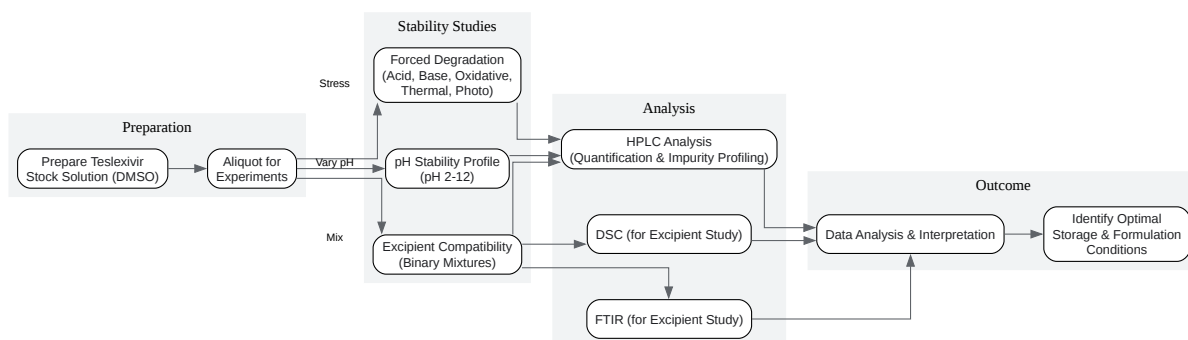 Preparation
Prepare Teslexivir
Stock Solution (DMSO)
Aliquot for
Experiments
Stress
Vary pH
Mix
Stability Studies
Forced Degradation
(Acid, Base, Oxidative,
Thermal, Photo)
pH Stability Profile
(pH 2-12)
Excipient Compatibility
(Binary Mixtures)
Analysis
HPLC Analysis
(Quantification & Impurity Profiling)
DSC (for Excipient Study)
FTIR (for Excipient Study)
Outcome
Data Analysis & Interpretation
Identify Optimal
Storage & Formulation
Conditions